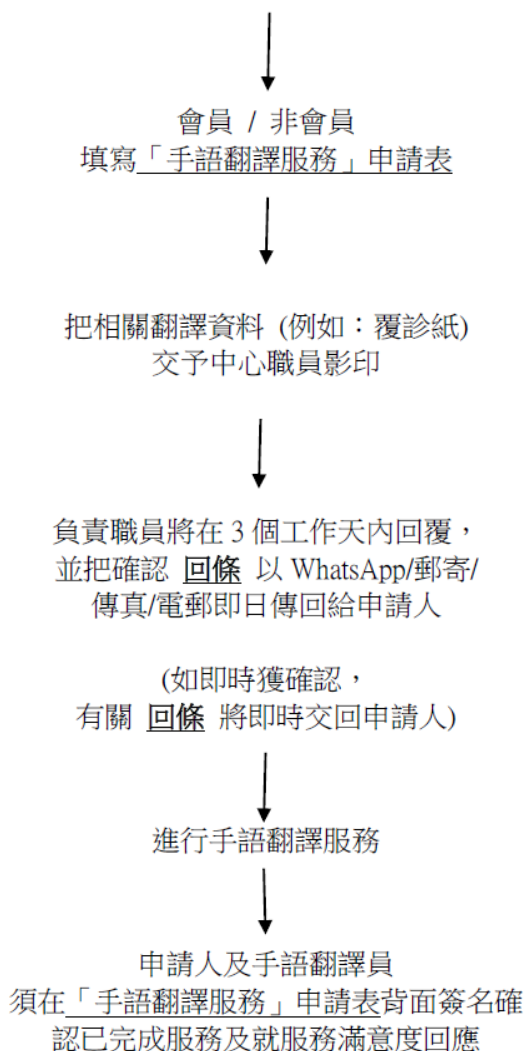 會員 / 非會員
填寫「手語翻譯服務」申請表
把相關翻譯資料 (例如：覆診紙)
交予中心職員影印
負責職員將在 3 個工作天內回覆，
並把確認 回條 以 WhatsApp/郵寄/
傳真/電郵即日傳回給申請人
(如即時獲確認，
有關 回條 將即時交回申請人)
進行手語翻譯服務
申請人及手語翻譯員
須在「手語翻譯服務」申請表背面簽名確
認已完成服務及就服務滿意度回應